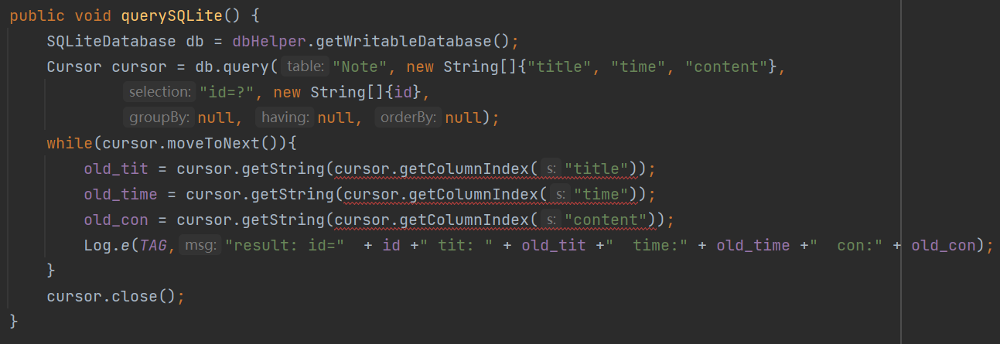 public void querySQLite() {
SQLiteDatabase db = dbHelper.getWritableDatabase();
Cursor cursor = db.query( table: "Note", new String[]{"title", "time", "content"},
selection: "id=?", new String[]{id},
groupBy: null, having: null, orderBy: null);
while(cursor.moveToNext()){
old_tit = cursor.getString(cursor.getColumnIndex( s: "title"));
old_time = cursor.getString(cursor.getColumnIndex( s: "time"));
old_con = cursor.getString(cursor.getColumnIndex( s: "content"));
Log.e(TAG, msg: "result: id="  + id +" tit: " + old_tit +"  time:" + old_time +"  con:" + old_con);
}
cursor.close();
}